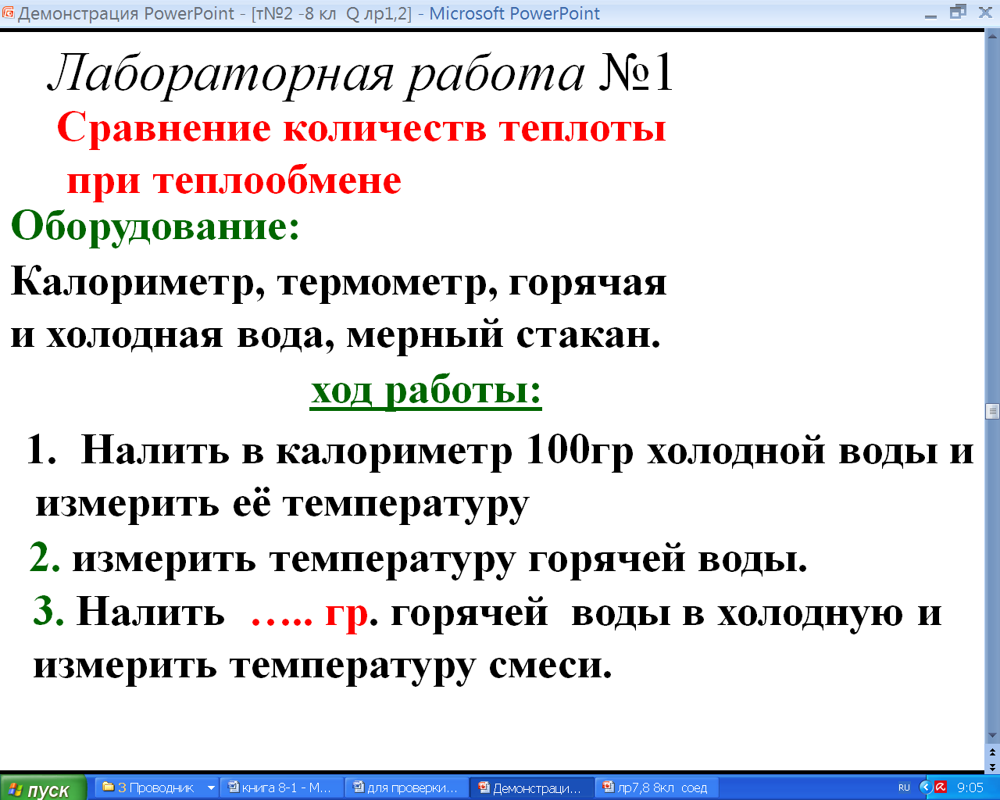 Демонстрация PowerPoint - [т№2 -8 кл Q лр1,2] - Microsoft PowerPoint
Лабораторная работа №1
Сравнение количеств теплоты
при теплообмене
Оборудование:
Калориметр, термометр, горячая
и холодная вода, мерный стакан.
ход работы:
1. Налить в калориметр 100гр холодной воды и
измерить её температуру
2. измерить температуру горячей воды.
3. Налить ….. гр. горячей воды в холодную и
измерить температуру смеси.
пуск 3 Проводник книга 8-1 - М... для проверки... Демонстраци... лр7,8 8кл соед RU 9:05